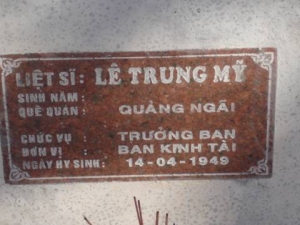 LIỆT SĨ: LÊ TRUNG MỸ
SINH NĂM :
QUÊ QUÁN : QUẢNG NGÃI
CHỨC VỤ : TRƯỞNG BAN
ĐƠN VỊ : BAN KINH TÀI
NGÀY HY SINH: 14-04-1949